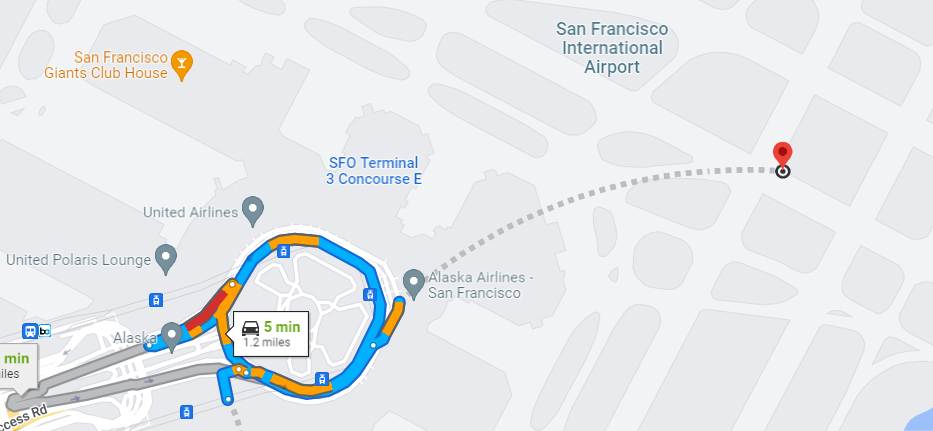 San Francisco
International
Airport
San Francisco
Giants Club House
SFO Terminal
3 Concourse E
United Airlines
United Polaris Lounge
Alaska Airlines -
San Francisco
Alaska
5 min
1.2 miles
min
iles
ccess Rd